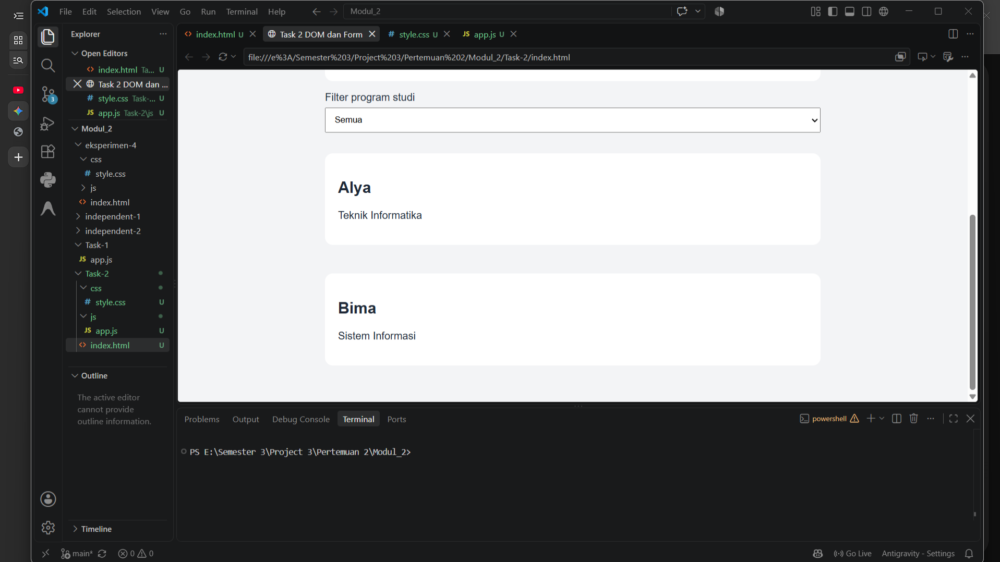 File Edit Selection View Go Run Terminal Help Modul_2
Explorer
Open Editors
index.html Ta... U
Task 2 DOM dan ...
style.css Task-... U
app.js Task-2\js U
Modul_2
eksperimen-4
css
style.css
js
index.html
independent-1
independent-2
Task-1
app.js
Task-2
css
style.css U
js
app.js U
index.html U
Outline
The active editor
cannot provide
outline information.
Timeline
index.html U Task 2 DOM dan Form style.css U app.js U
file:///e%3A/Semester%203/Project%203/Pertemuan%202/Modul_2/Task-2/index.html
Filter program studi
Semua
Alya
Teknik Informatika
Bima
Sistem Informasi
Problems Output Debug Console Terminal Ports powershell
PS E:\Semester 3\Project 3\Pertemuan 2\Modul_2>
3
main* 0 0 Go Live Antigravity - Settings